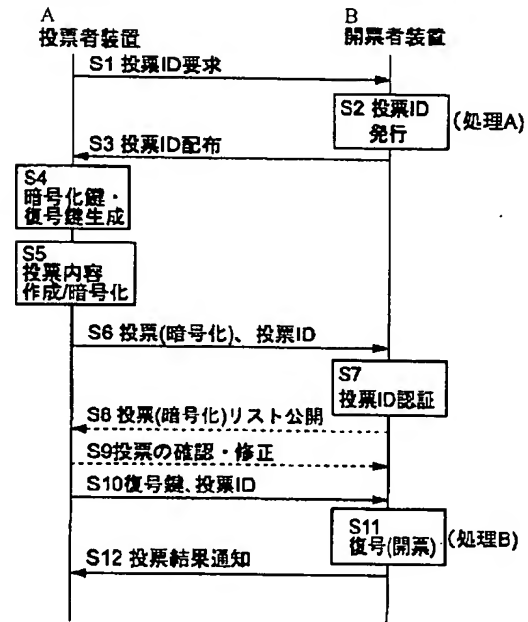 A
投票者装置
B
開票者装置
S1 投票ID要求
S2 投票ID
発行
(処理A)
S3 投票ID配布
S4
暗号化鍵・
復号鍵生成
S5
投票内容
作成/暗号化
S6 投票(暗号化)、投票ID
S7
投票ID認証
S8 投票(暗号化)リスト公開
S9投票の確認・修正
S10復号鍵、投票ID
S11
復号(開票)
(処理B)
S12 投票結果通知